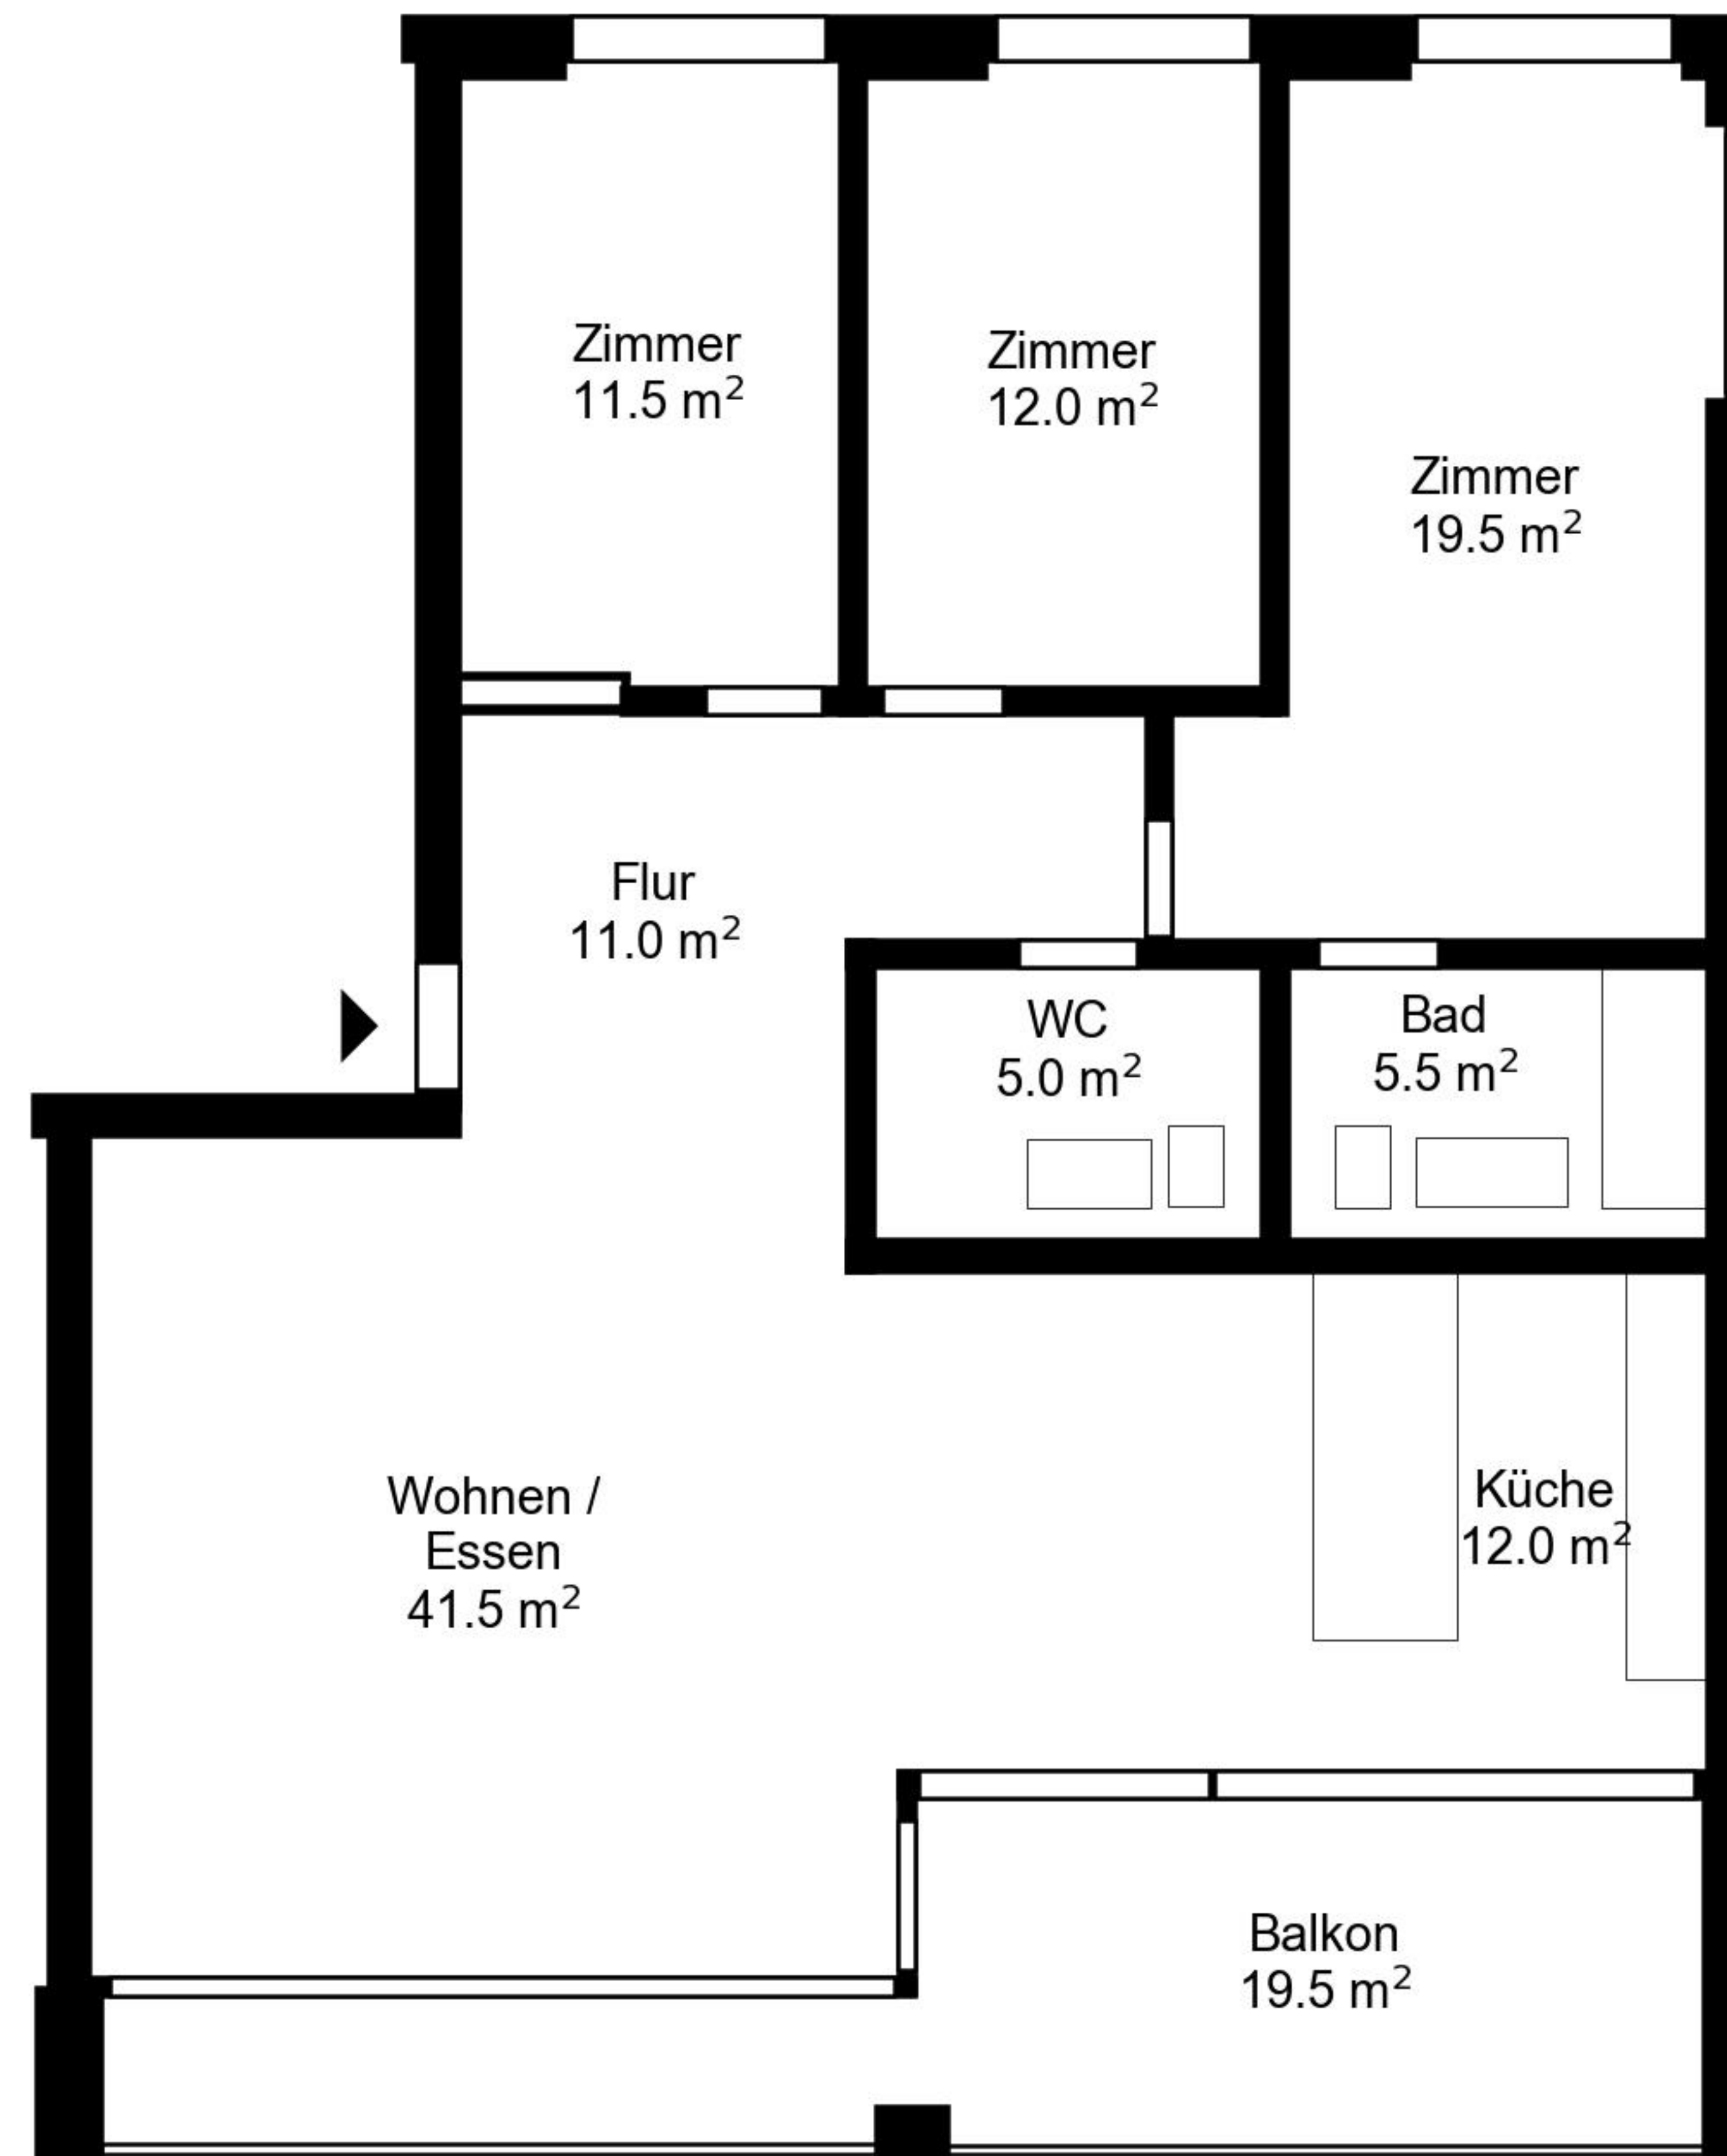 Zimmer
11.5 m²
Zimmer
12.0 m²
Zimmer
19.5 m²
Flur
11.0 m²
WC
5.0 m²
Bad
5.5 m²
Wohnen /
Essen
41.5 m²
Küche
12.0 m²
Balkon
19.5 m²